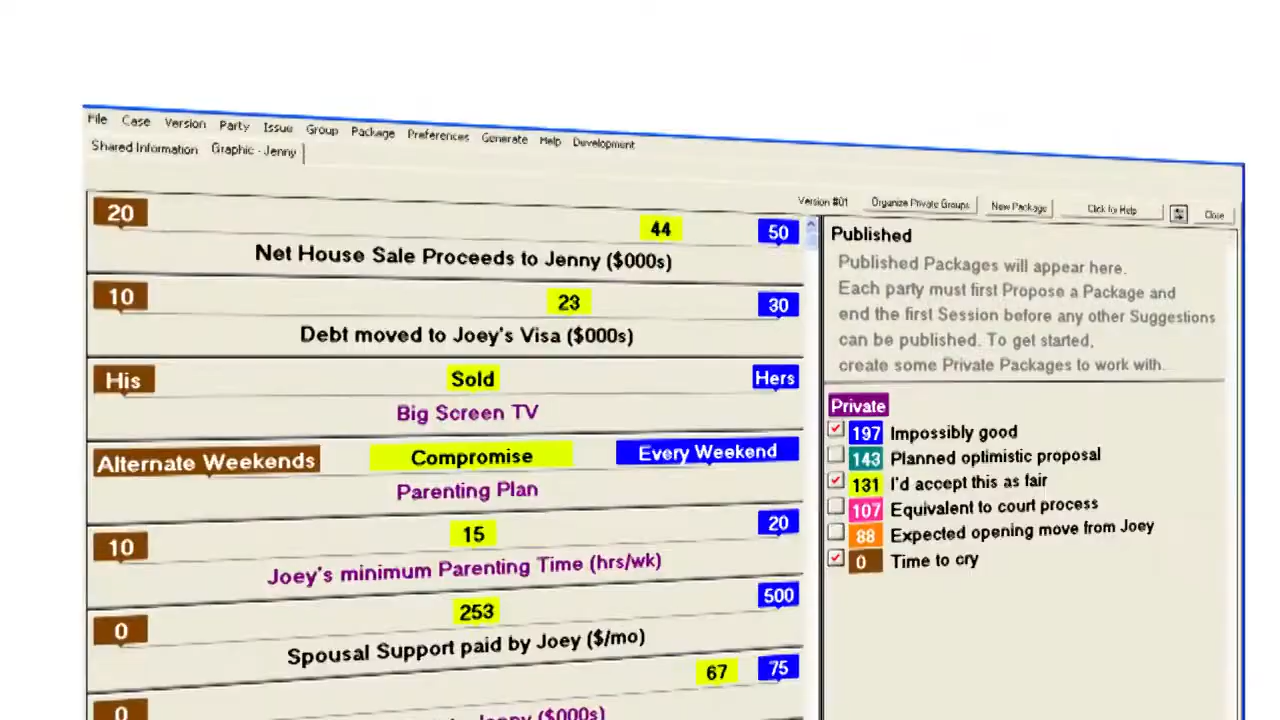 File Case Version Party Issue Group Package Preferences Generate Help Development
Shared Information Graphic - Jenny
Version #01 Organize Private Groups New Package Click for Help Close
20 44 50
Net House Sale Proceeds to Jenny ($000s)
10 23 30
Debt moved to Joey's Visa ($000s)
His Sold Hers
Big Screen TV
Alternate Weekends Compromise Every Weekend
Parenting Plan
10 15 20
Joey's minimum Parenting Time (hrs/wk)
0 253 500
Spousal Support paid by Joey ($/mo)
0 67 75
Jenny ($000s)
Published
Published Packages will appear here.
Each party must first Propose a Package and
end the first Session before any other Suggestions
can be published. To get started,
create some Private Packages to work with.
Private
197 Impossibly good
143 Planned optimistic proposal
131 I'd accept this as fair
107 Equivalent to court process
88 Expected opening move from Joey
0 Time to cry